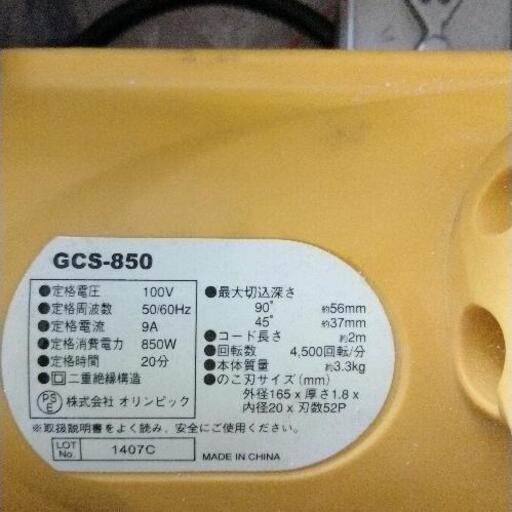 GCS-850
●定格電圧 100V
●定格周波数 50/60Hz
●定格電流 9A
●定格消費電力 850W
●定格時間 20分
●回二重絶縁構造
PSE 株式会社 オリンピック
●最大切込深さ
90° 約56mm
45° 約37mm
●コード長さ 約2m
●回転数 4,500回転/分
●本体質量 約3.3kg
●のこ刃サイズ(mm)
外径165 x 厚さ1.8 x
内径20 x 刃数52P
※取扱説明書をよく読み、安全にご使用ください。
LOT No. 1407C
MADE IN CHINA